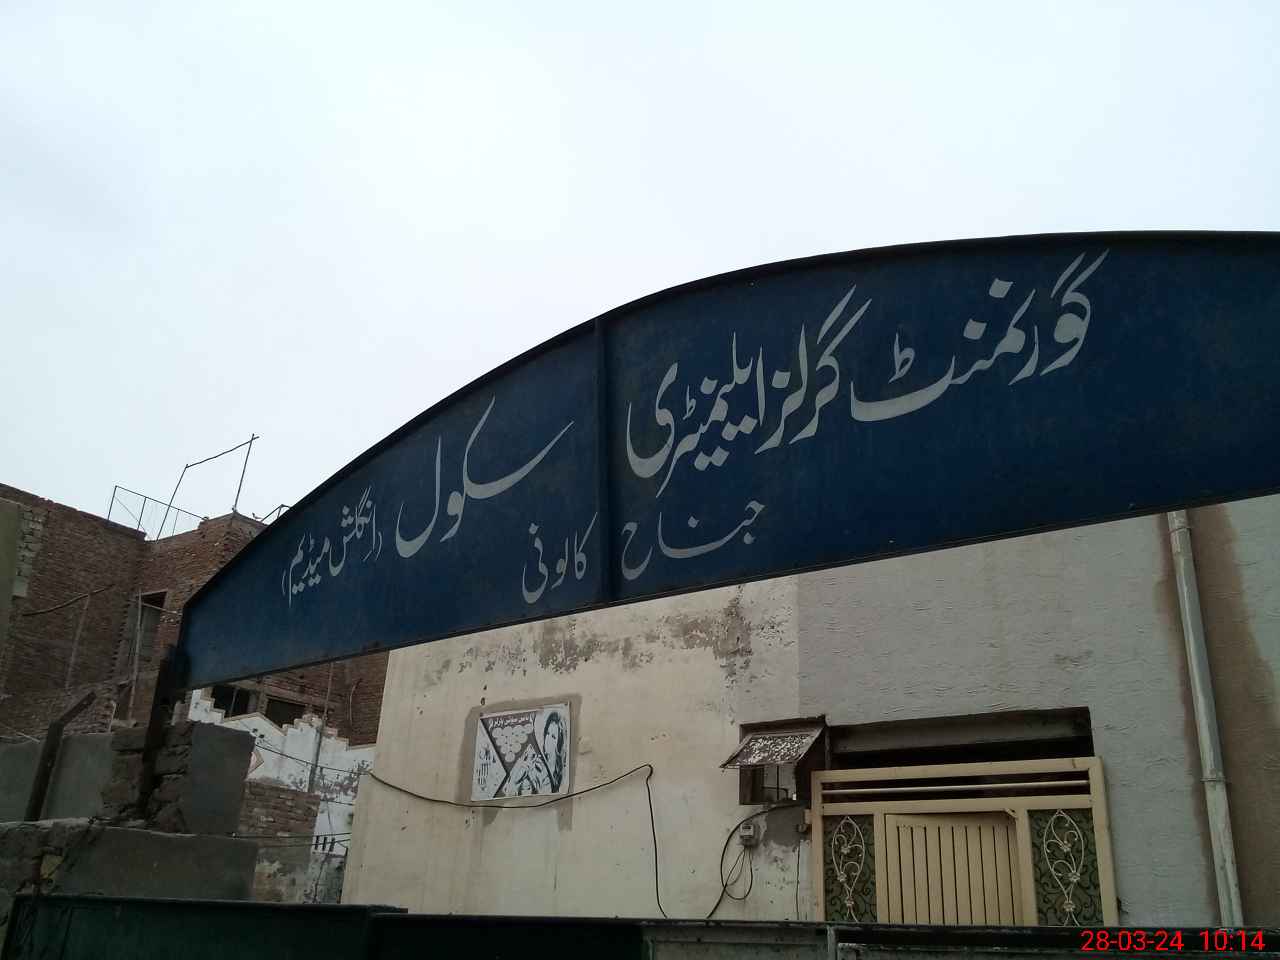 گورنمنٹ گرلز ایلیمنٹری سکول (انگلش میڈیم)
جناح کالونی
28-03-24 10:14